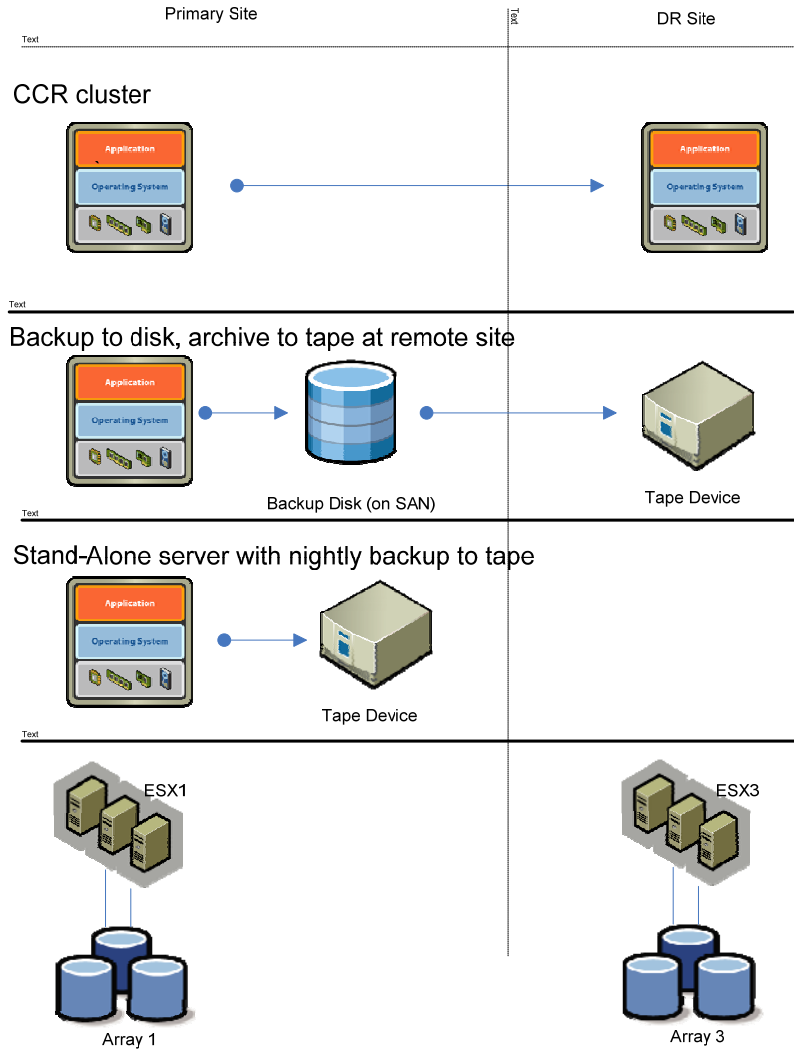 Primary Site
Text
DR Site
Text
CCR cluster
Application
Operating System
Application
Operating System
Text
Backup to disk, archive to tape at remote site
Application
Operating System
Backup Disk (on SAN)
Tape Device
Text
Stand-Alone server with nightly backup to tape
Application
Operating System
Tape Device
Text
ESX1
ESX3
Array 1
Array 3